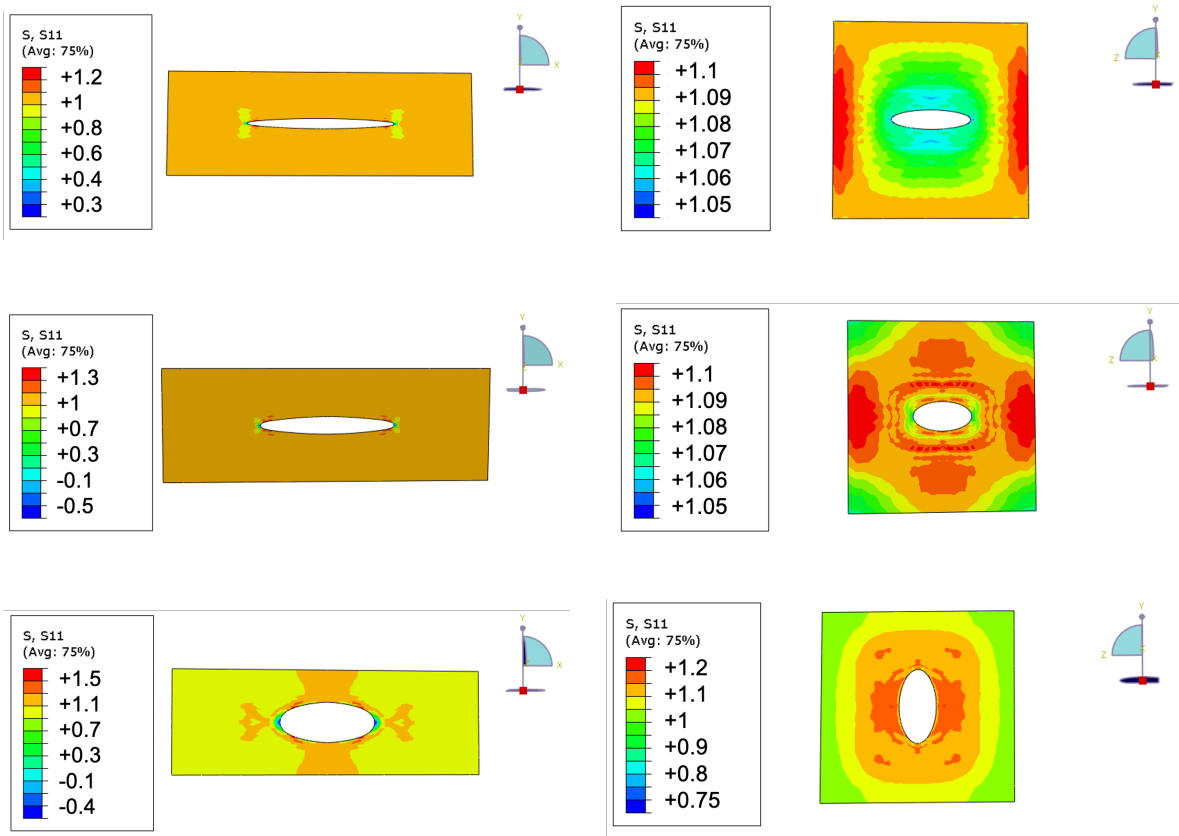 S, S11
(Avg: 75%)
+1.2
+1
+0.8
+0.6
+0.4
+0.3
Y
X
S, S11
(Avg: 75%)
+1.1
+1.09
+1.08
+1.07
+1.06
+1.05
Y
Z
S, S11
(Avg: 75%)
+1.3
+1
+0.7
+0.3
-0.1
-0.5
Y
X
S, S11
(Avg: 75%)
+1.1
+1.09
+1.08
+1.07
+1.06
+1.05
Y
Z
S, S11
(Avg: 75%)
+1.5
+1.1
+0.7
+0.3
-0.1
-0.4
Y
X
S, S11
(Avg: 75%)
+1.2
+1.1
+1
+0.9
+0.8
+0.75
Y
Z